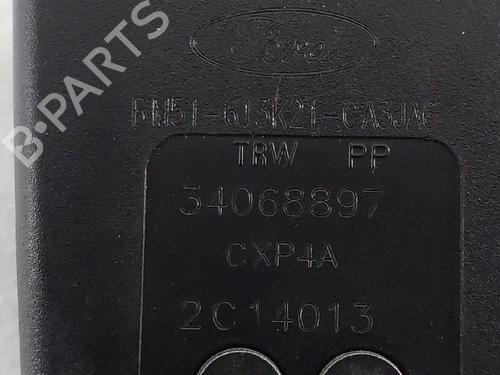 B-PARTS
Ford
BM51-613K21-CA3JA6
TRW PP
34068897
CXP4A
2C14013